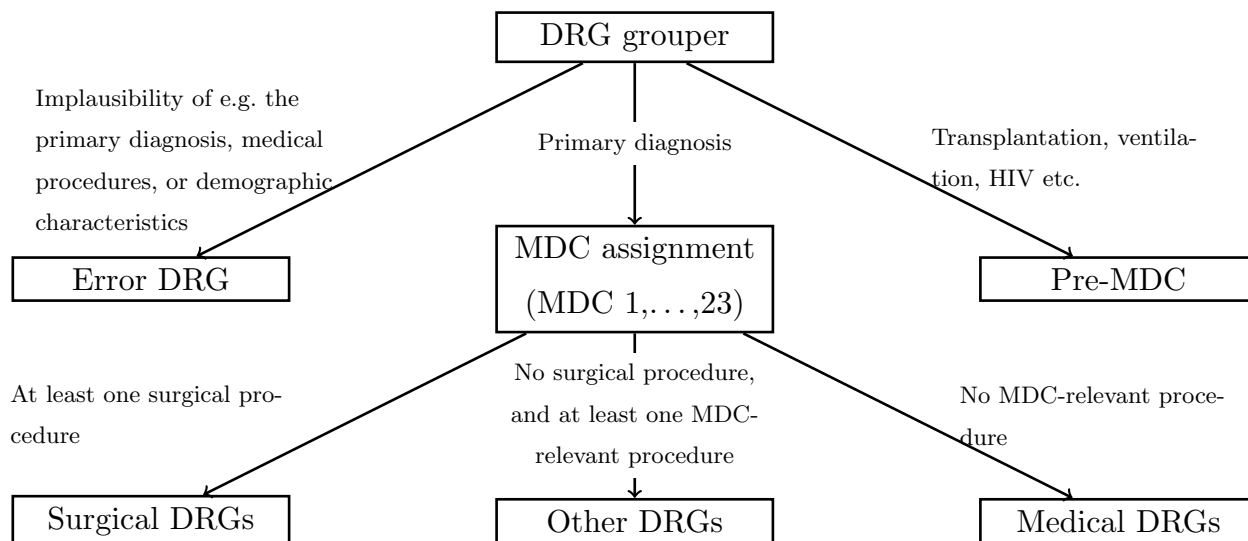 DRG grouper
Implausibility of e.g. the
primary diagnosis, medical
procedures, or demographic
characteristics
Primary diagnosis
Transplantation, ventila-
tion, HIV etc.
Error DRG
MDC assignment
(MDC 1,...,23)
Pre-MDC
At least one surgical pro-
cedure
No surgical procedure,
and at least one MDC-
relevant procedure
No MDC-relevant proce-
dure
Surgical DRGs
Other DRGs
Medical DRGs